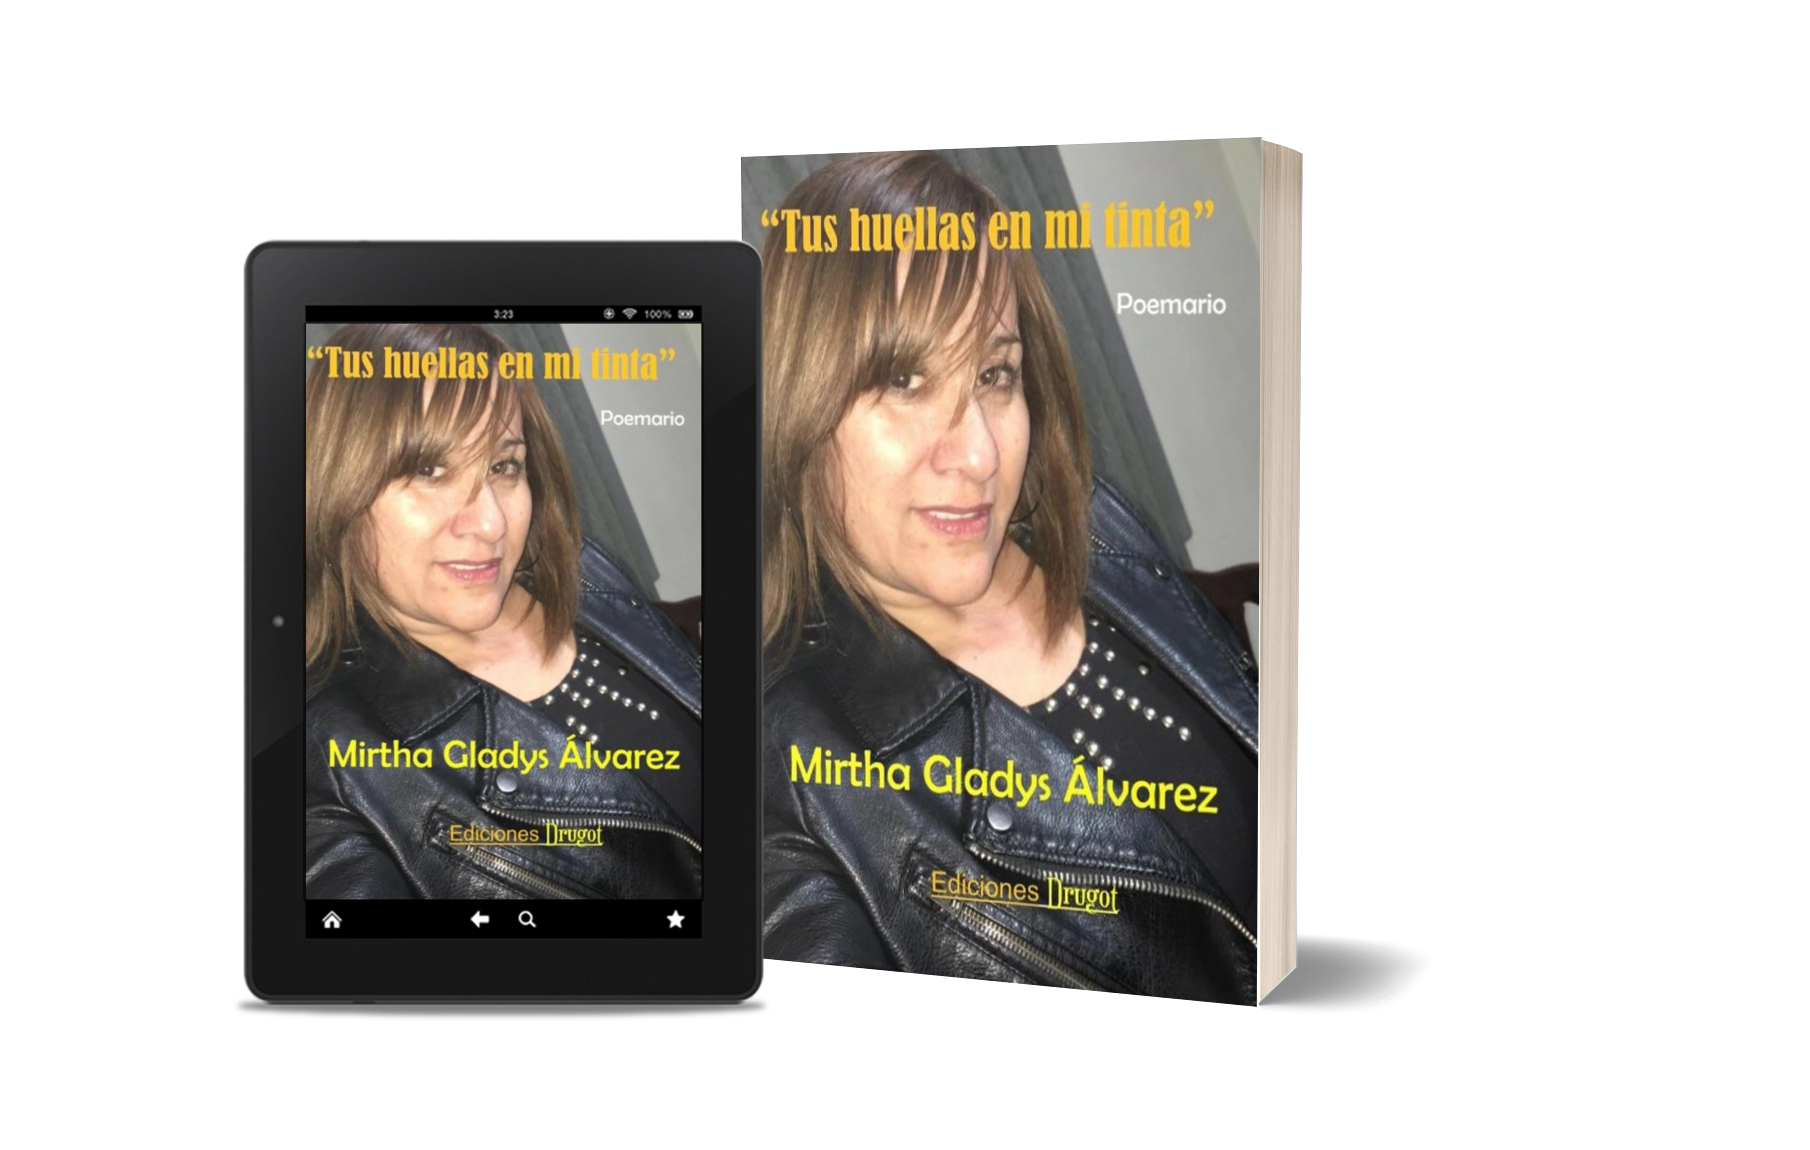 3:23
100%
“Tus huellas en mi tinta”
Poemario
Mirtha Gladys Álvarez
Ediciones Drugot
“Tus huellas en mi tinta”
Poemario
Mirtha Gladys Álvarez
Ediciones Drugot